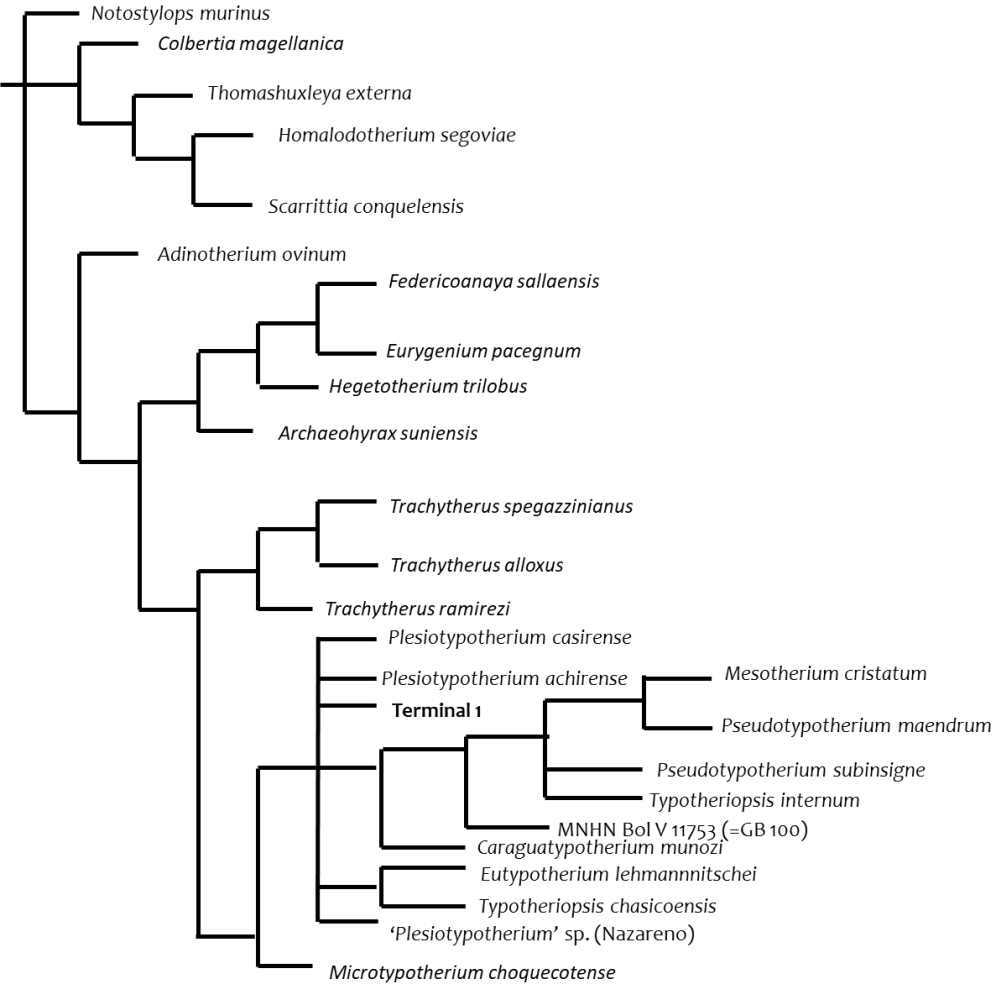 Notostylops murinus
Colbertia magellanica
Thomashuxleya externa
Homalodotherium segoviae
Scarrittia conquelensis
Adinotherium ovinum
Federicoanaya sallaensis
Eurygenium pacegnum
Hegetotherium trilobus
Archaeohyrax suniensis
Trachytherus spegazzinianus
Trachytherus alloxus
Trachytherus ramirezi
Plesiotypotherium casirense
Plesiotypotherium achirense
Mesotherium cristatum
Terminal 1
Pseudotypotherium maendrum
Pseudotypotherium subinsigne
Typotheriopsis internum
MNHN Bol V 11753 (=GB 100)
Caraguatypotherium munozi
Eutypotherium lehmannnitschei
Typotheriopsis chasicoensis
‘Plesiotypotherium’ sp. (Nazareno)
Microtypotherium choquecotense